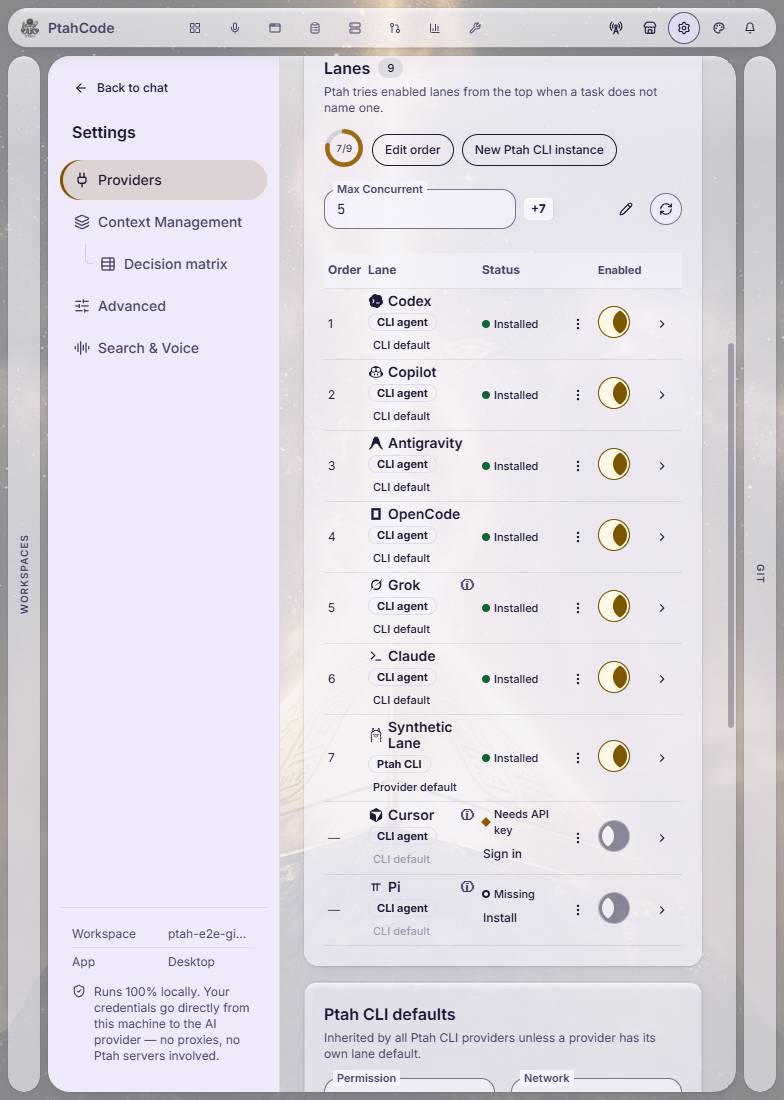 PtahCode
WORKSPACES
Back to chat
Settings
Providers
Context Management
Decision matrix
Advanced
Search & Voice
Workspace ptah-e2e-gi...
App Desktop
Runs 100% locally. Your
credentials go directly from
this machine to the AI
provider — no proxies, no
Ptah servers involved.
Lanes 9
Ptah tries enabled lanes from the top when a task does not
name one.
7/9 Edit order New Ptah CLI instance
Max Concurrent
5 +7
Order Lane Status Enabled
1 Codex
CLI agent Installed
CLI default
2 Copilot
CLI agent Installed
CLI default
3 Antigravity
CLI agent Installed
CLI default
4 OpenCode
CLI agent Installed
CLI default
5 Grok
CLI agent Installed
CLI default
6 Claude
CLI agent Installed
CLI default
7 Synthetic
Lane
Ptah CLI Installed
Provider default
— Cursor
CLI agent
CLI default
Needs API
key
Sign in
— Pi
CLI agent
CLI default
Missing
Install
Ptah CLI defaults
Inherited by all Ptah CLI providers unless a provider has its
own lane default.
Permission Network
GIT